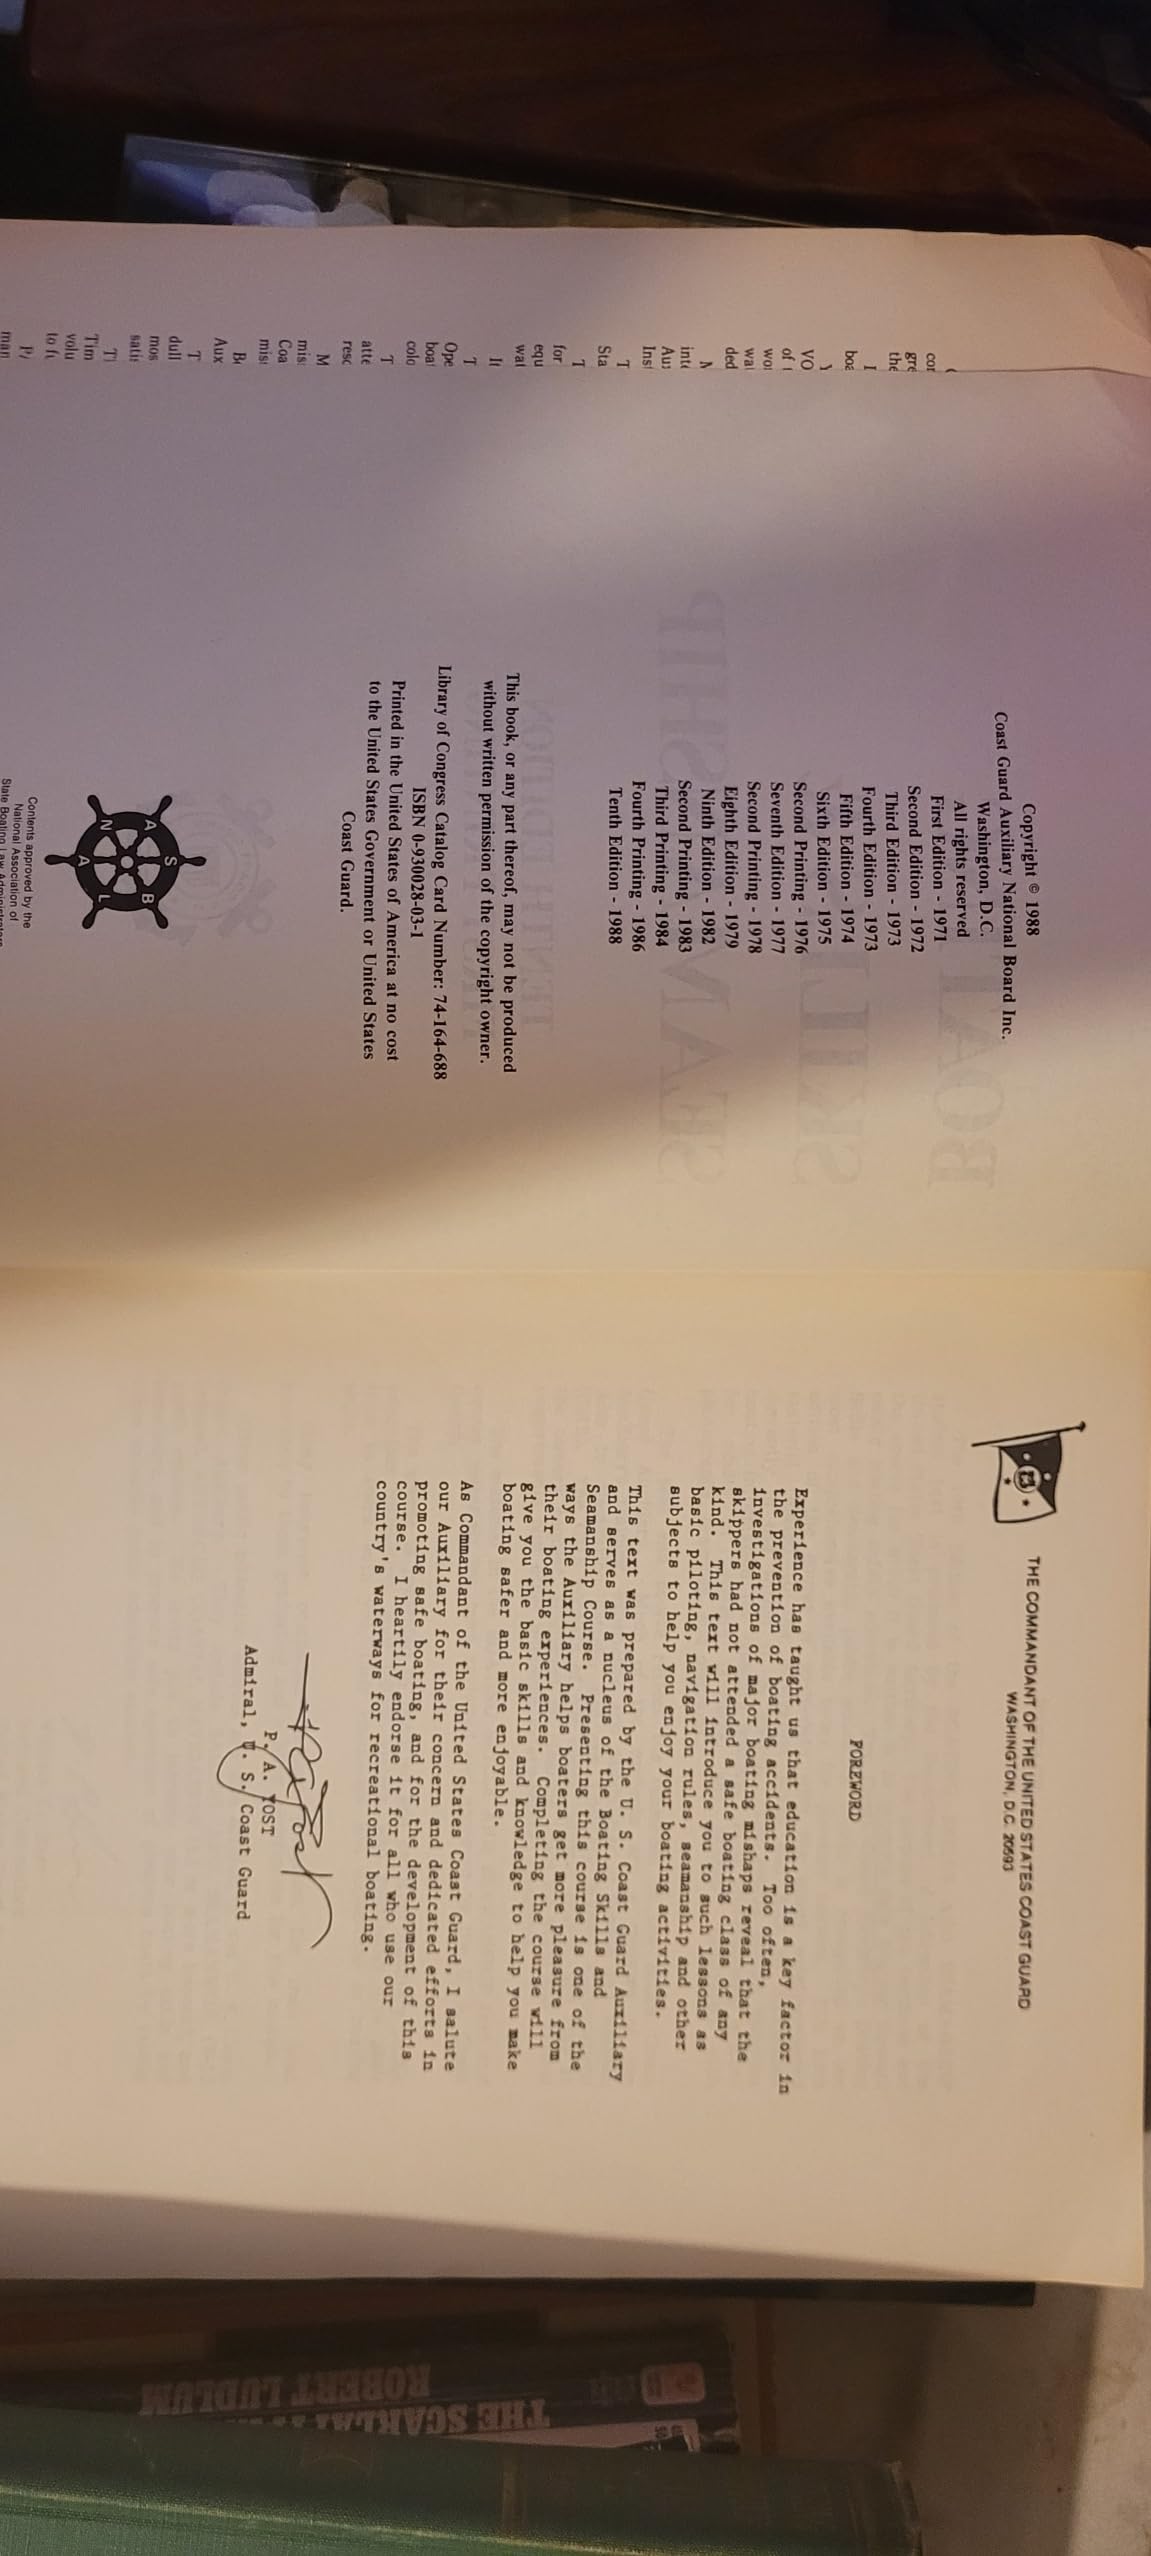 Copyright © 1988
Coast Guard Auxiliary National Board Inc.
Washington, D.C.
All rights reserved
First Edition - 1971
Second Edition - 1972
Third Edition - 1973
Fourth Edition - 1973
Fifth Edition - 1974
Sixth Edition - 1975
Second Printing - 1976
Seventh Edition - 1977
Second Printing - 1978
Eighth Edition - 1979
Ninth Edition - 1982
Second Printing - 1983
Third Printing - 1984
Fourth Printing - 1986
Tenth Edition - 1988
This book, or any part thereof, may not be produced
without written permission of the copyright owner.
Library of Congress Catalog Card Number: 74-164-688
ISBN 0-930028-03-1
Printed in the United States of America at no cost
to the United States Government or United States
Coast Guard.
N A S B L A
Contents approved by the
National Association of
State Boating Law Administrators
THE COMMANDANT OF THE UNITED STATES COAST GUARD
WASHINGTON, D.C. 20593
FOREWORD
Experience has taught us that education is a key factor in
the prevention of boating accidents. Too often,
investigations of major boating mishaps reveal that the
skippers had not attended a safe boating class of any
kind. This text will introduce you to such lessons as
basic piloting, navigation rules, seamanship and other
subjects to help you enjoy your boating activities.
This text was prepared by the U. S. Coast Guard Auxiliary
and serves as a nucleus of the Boating Skills and
Seamanship Course. Presenting this course is one of the
ways the Auxiliary helps boaters get more pleasure from
their boating experiences. Completing the course will
give you the basic skills and knowledge to help you make
boating safer and more enjoyable.
As Commandant of the United States Coast Guard, I salute
our Auxiliary for their concern and dedicated efforts in
promoting safe boating, and for the development of this
course. I heartily endorse it for all who use our
country's waterways for recreational boating.
P. A. YOST
Admiral, U. S. Coast Guard
ROBERT LUDLUM
THE SCARLATTI